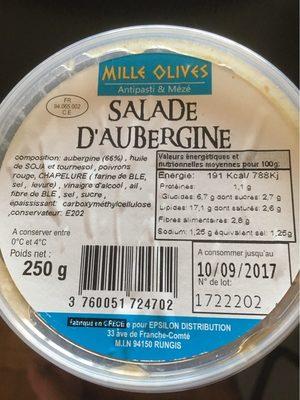 MILLE OLIVES
Antipasti & Mézé
FR
94.065.002
CE
SALADE
D'AUBERGINE
composition: aubergine (66%), huile
de SOJA et tournesol, poivrons
rouge, CHAPELURE ( farine de BLE,
sel , levure), vinaigre d'alcool , ail ,
fibre de BLE, sel , sucre ,
épaississant: carboxyméthylcellulose
,conservateur: E202
Valeurs énergétiques et
nutritionnelles moyennes pour 100g:
Energie: 191 Kcal/ 788Kj
Protéines: 1,1 g
Glucides: 6,7 g dont sucres: 2,7 g
Lipides: 17,1 g dont saturés: 2,6 g
Fibres alimentaires: 2,8 g
Sodium: 1,25 g équivalent sel: 1,25g
A conserver entre
0°C et 4°C
Poids net :
250 g
3 760051 724702
A consommer jusqu'au
10/09/2017
N° de lot:
1722202
Fabriqué en GRECE pour EPSILON DISTRIBUTION
33 ave de Franche-Comté
M.I.N 94150 RUNGIS